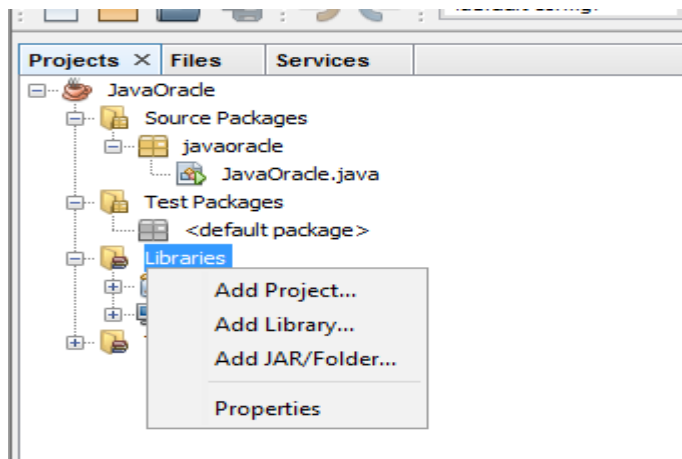 Projects Files Services
JavaOracle
Source Packages
javaoracle
JavaOracle.java
Test Packages
<default package>
Libraries
Add Project...
Add Library...
Add JAR/Folder...
Properties